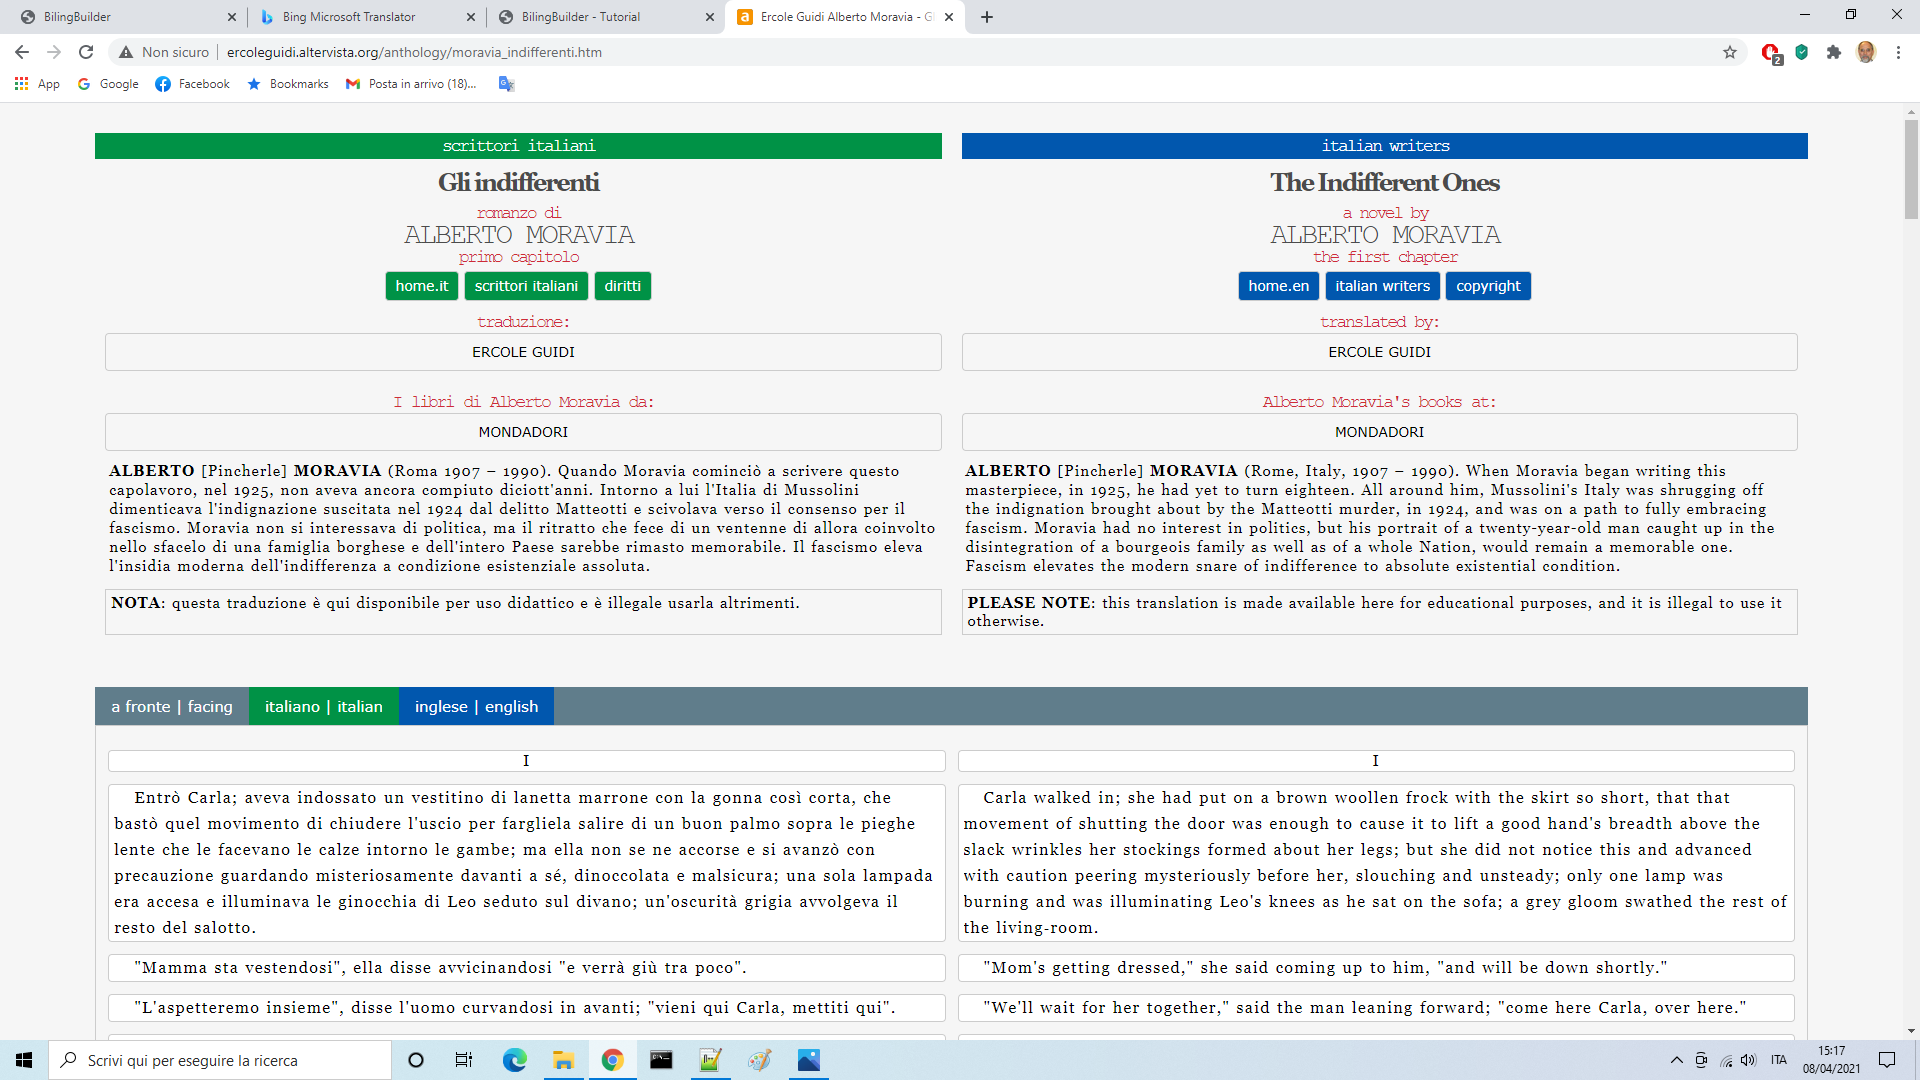 BilingBuilder
Bing Microsoft Translator
BilingBuilder - Tutorial
Ercole Guidi Alberto Moravia - G
Non sicuro
ercoleguidi.altervista.org/anthology/moravia_indifferenti.htm
2
App
Google
Facebook
Bookmarks
Posta in arrivo (18)...
scrittori italiani
Gli indifferenti
romanzo di
ALBERTO MORAVIA
primo capitolo
home.it
scrittori italiani
diritti
traduzione:
ERCOLE GUIDI
I libri di Alberto Moravia da:
MONDADORI
ALBERTO [Pincherle] MORAVIA (Roma 1907 – 1990). Quando Moravia cominciò a scrivere questo
capolavoro, nel 1925, non aveva ancora compiuto diciott'anni. Intorno a lui l'Italia di Mussolini
dimenticava l'indignazione suscitata nel 1924 dal delitto Matteotti e scivolava verso il consenso per il
fascismo. Moravia non si interessava di politica, ma il ritratto che fece di un ventenne di allora coinvolto
nello sfacelo di una famiglia borghese e dell'intero Paese sarebbe rimasto memorabile. Il fascismo eleva
l'insidia moderna dell'indifferenza a condizione esistenziale assoluta.
NOTA: questa traduzione è qui disponibile per uso didattico e è illegale usarla altrimenti.
italian writers
The Indifferent Ones
a novel by
ALBERTO MORAVIA
the first chapter
home.en
italian writers
copyright
translated by:
ERCOLE GUIDI
Alberto Moravia's books at:
MONDADORI
ALBERTO [Pincherle] MORAVIA (Rome, Italy, 1907 – 1990). When Moravia began writing this
masterpiece, in 1925, he had yet to turn eighteen. All around him, Mussolini's Italy was shrugging off
the indignation brought about by the Matteotti murder, in 1924, and was on a path to fully embracing
fascism. Moravia had no interest in politics, but his portrait of a twenty-year-old man caught up in the
disintegration of a bourgeois family as well as of a whole Nation, would remain a memorable one.
Fascism elevates the modern snare of indifference to absolute existential condition.
PLEASE NOTE: this translation is made available here for educational purposes, and it is illegal to use it
otherwise.
a fronte | facing
italiano | italian
inglese | english
I
Entrò Carla; aveva indossato un vestitino di lanetta marrone con la gonna così corta, che
bastò quel movimento di chiudere l'uscio per fargliela salire di un buon palmo sopra le pieghe
lente che le facevano le calze intorno le gambe; ma ella non se ne accorse e si avanzò con
precauzione guardando misteriosamente davanti a sé, dinoccolata e malsicura; una sola lampada
era accesa e illuminava le ginocchia di Leo seduto sul divano; un'oscurità grigia avvolgeva il
resto del salotto.
"Mamma sta vestendosi", ella disse avvicinandosi "e verrà giù tra poco".
"L'aspetteremo insieme", disse l'uomo curvandosi in avanti; "vieni qui Carla, mettiti qui".
I
Carla walked in; she had put on a brown woollen frock with the skirt so short, that that
movement of shutting the door was enough to cause it to lift a good hand's breadth above the
slack wrinkles her stockings formed about her legs; but she did not notice this and advanced
with caution peering mysteriously before her, slouching and unsteady; only one lamp was
burning and was illuminating Leo's knees as he sat on the sofa; a grey gloom swathed the rest of
the living-room.
"Mom's getting dressed," she said coming up to him, "and will be down shortly."
"We'll wait for her together," said the man leaning forward; "come here Carla, over here."
Scrivi qui per eseguire la ricerca
ITA
15:17
08/04/2021